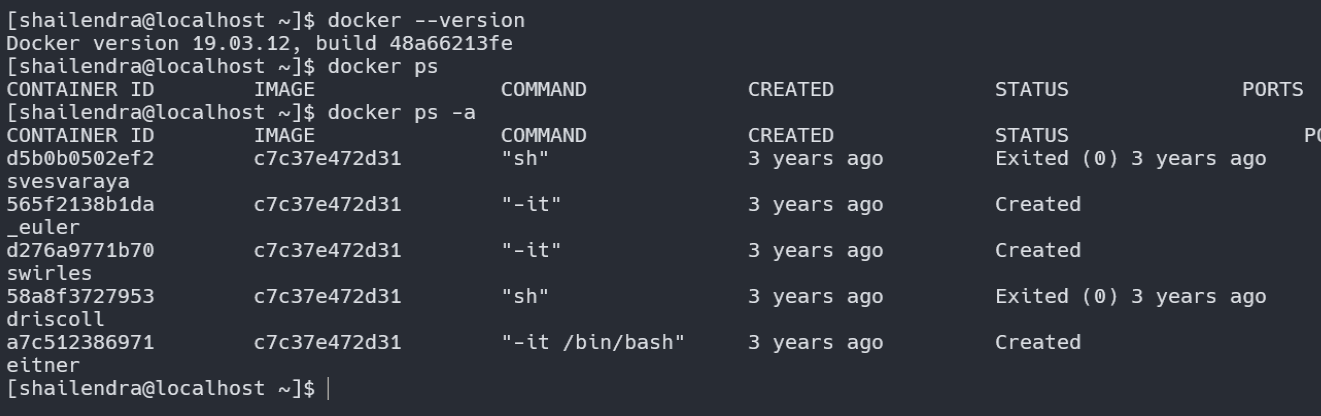 [shailendra@localhost ~]$ docker --version
Docker version 19.03.12, build 48a66213fe
[shailendra@localhost ~]$ docker ps
CONTAINER ID        IMAGE               COMMAND             CREATED             STATUS              PORTS
[shailendra@localhost ~]$ docker ps -a
CONTAINER ID        IMAGE               COMMAND             CREATED             STATUS                   PO
d5b0b0502ef2        c7c37e472d31        "sh"                3 years ago         Exited (0) 3 years ago
svesvaraya
565f2138b1da        c7c37e472d31        "-it"               3 years ago         Created
_euler
d276a9771b70        c7c37e472d31        "-it"               3 years ago         Created
swirles
58a8f3727953        c7c37e472d31        "sh"                3 years ago         Exited (0) 3 years ago
driscoll
a7c512386971        c7c37e472d31        "-it /bin/bash"     3 years ago         Created
eitner
[shailendra@localhost ~]$